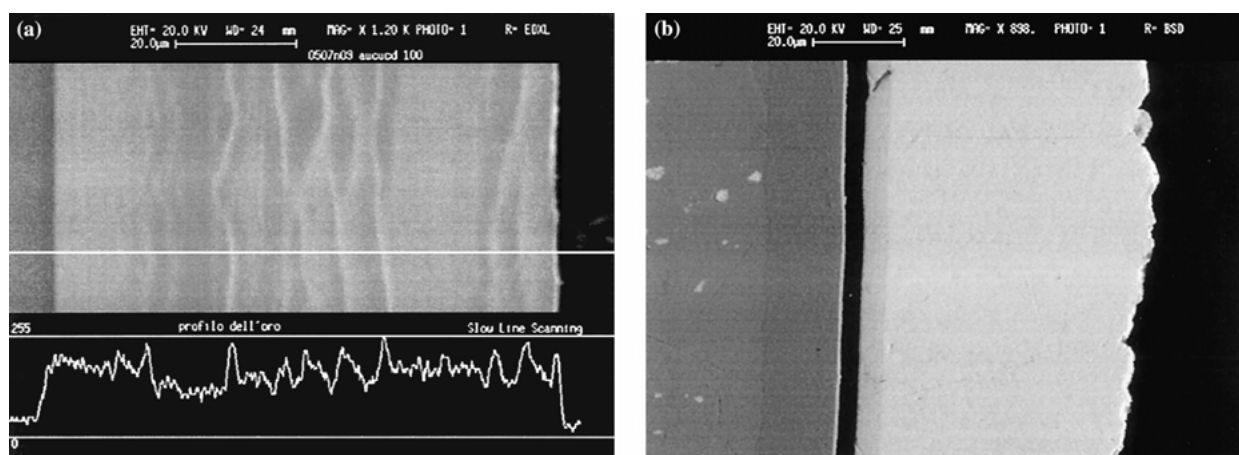 (a)
EHT= 20.0 KV WD= 24 mm MAG= X 1.20 K PHOTO= 1 R= EDXL
20.0µm
0507n09 aucucd 100
255 profilo dell'oro Slow Line Scanning
0
(b)
EHT= 20.0 KV WD= 25 mm MAG= X 898. PHOTO= 1 R= BSD
20.0µm